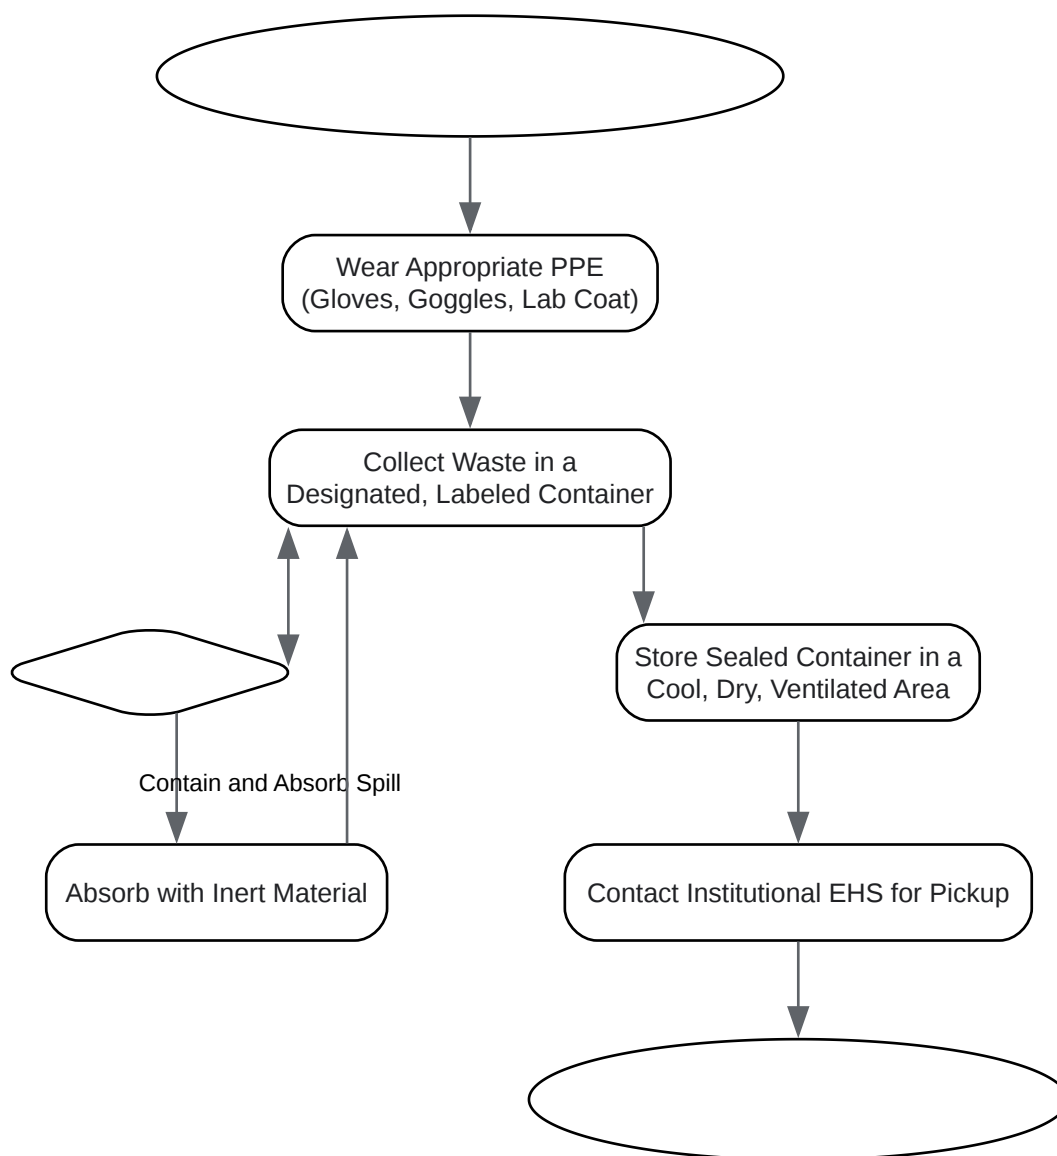 Wear Appropriate PPE
(Gloves, Goggles, Lab Coat)
Collect Waste in a
Designated, Labeled Container
Store Sealed Container in a
Cool, Dry, Ventilated Area
Contain and Absorb Spill
Absorb with Inert Material
Contact Institutional EHS for Pickup